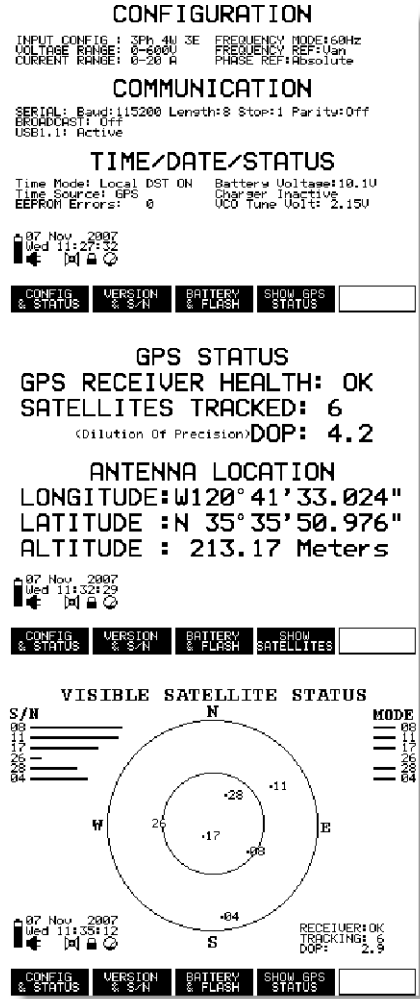 CONFIGURATION
INPUT CONFIG : 3Ph 4W 3E FREQUENCY MODE:60Hz
VOLTAGE RANGE: 0-600V FREQUENCY REF:Van
CURRENT RANGE: 0-20 A PHASE REF:Absolute
COMMUNICATION
SERIAL: Baud:115200 Length:8 Stop:1 Parity:Off
BROADCAST: Off
USB1.1: Active
TIME/DATE/STATUS
Time Mode: Local DST ON Battery Voltage:10.1V
Time Source: GPS Charger Inactive
EEPROM Errors: 0 VCO Tune Volt: 2.15V
07 Nov 2007
Wed 11:27:32
CONFIG & STATUS VERSION & S/N BATTERY & FLASH SHOW GPS STATUS
GPS STATUS
GPS RECEIVER HEALTH: OK
SATELLITES TRACKED: 6
(Dilution Of Precision)DOP: 4.2
ANTENNA LOCATION
LONGITUDE:W120°41'33.024"
LATITUDE :N 35°35'50.976"
ALTITUDE : 213.17 Meters
07 Nov 2007
Wed 11:32:29
CONFIG & STATUS VERSION & S/N BATTERY & FLASH SHOW SATELLITES
VISIBLE SATELLITE STATUS
S/N N MODE
08 08
11 11
17 17
26 26
28 28
04 04
11
28
W 26 E
17
08
04
S
07 Nov 2007
Wed 11:35:12
RECEIVER:OK
TRACKING: 6
DOP: 2.9
CONFIG & STATUS VERSION & S/N BATTERY & FLASH SHOW GPS STATUS